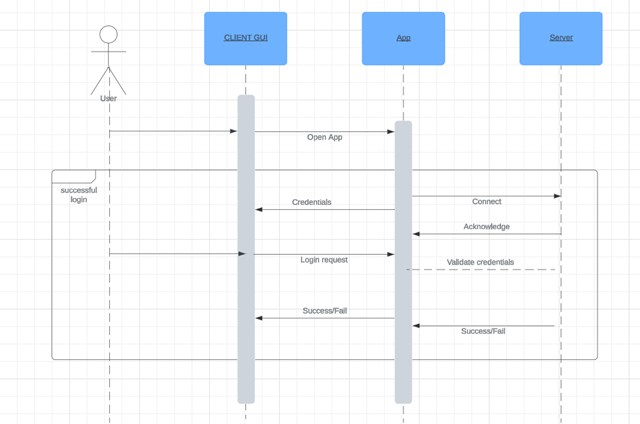 CLIENT GUI
App
Server
User
Open App
successful
login
Credentials
Connect
Acknowledge
Login request
Validate credentials
Success/Fail
Success/Fail